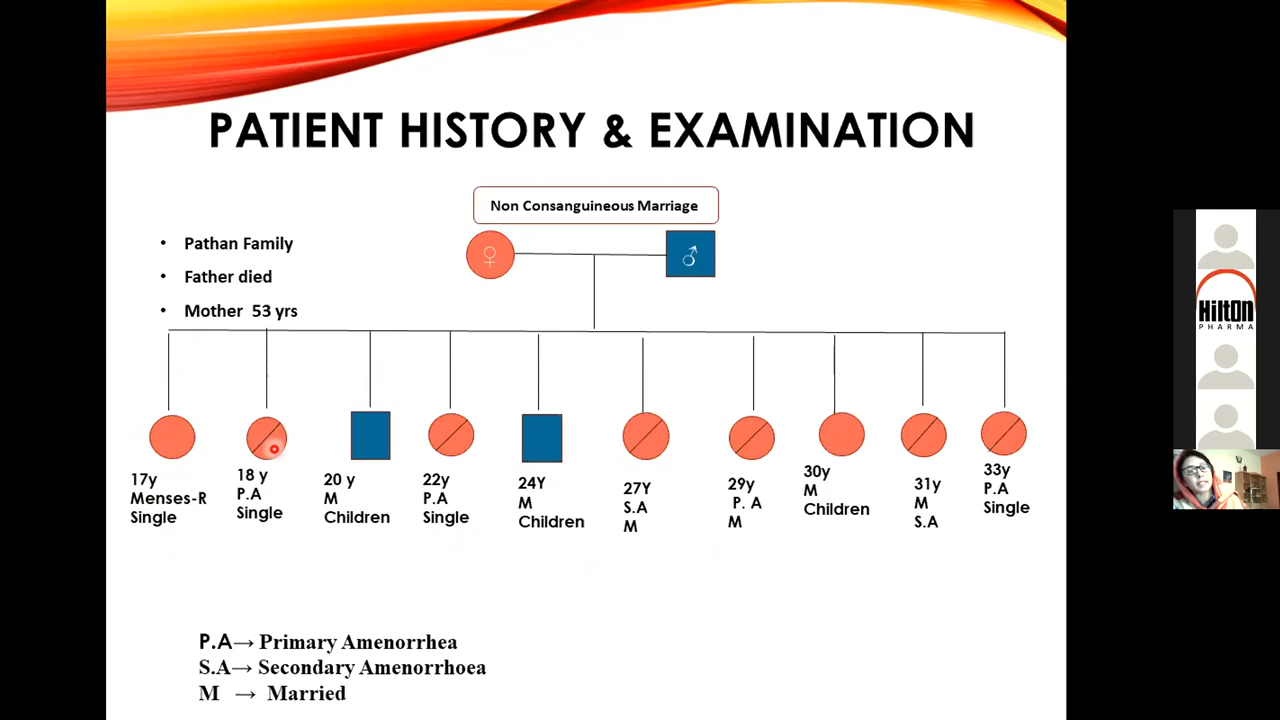 PATIENT HISTORY & EXAMINATION
Non Consanguineous Marriage
• Pathan Family
• Father died
• Mother 53 yrs
♀
♂
17y
Menses-R
Single
18 y
P.A
Single
20 y
M
Children
22y
P.A
Single
24Y
M
Children
27Y
S.A
M
29y
P. A
M
30y
M
Children
31y
M
S.A
33y
P.A
Single
P.A→ Primary Amenorrhea
S.A→ Secondary Amenorrhoea
M → Married
HiltOn
PHARMA